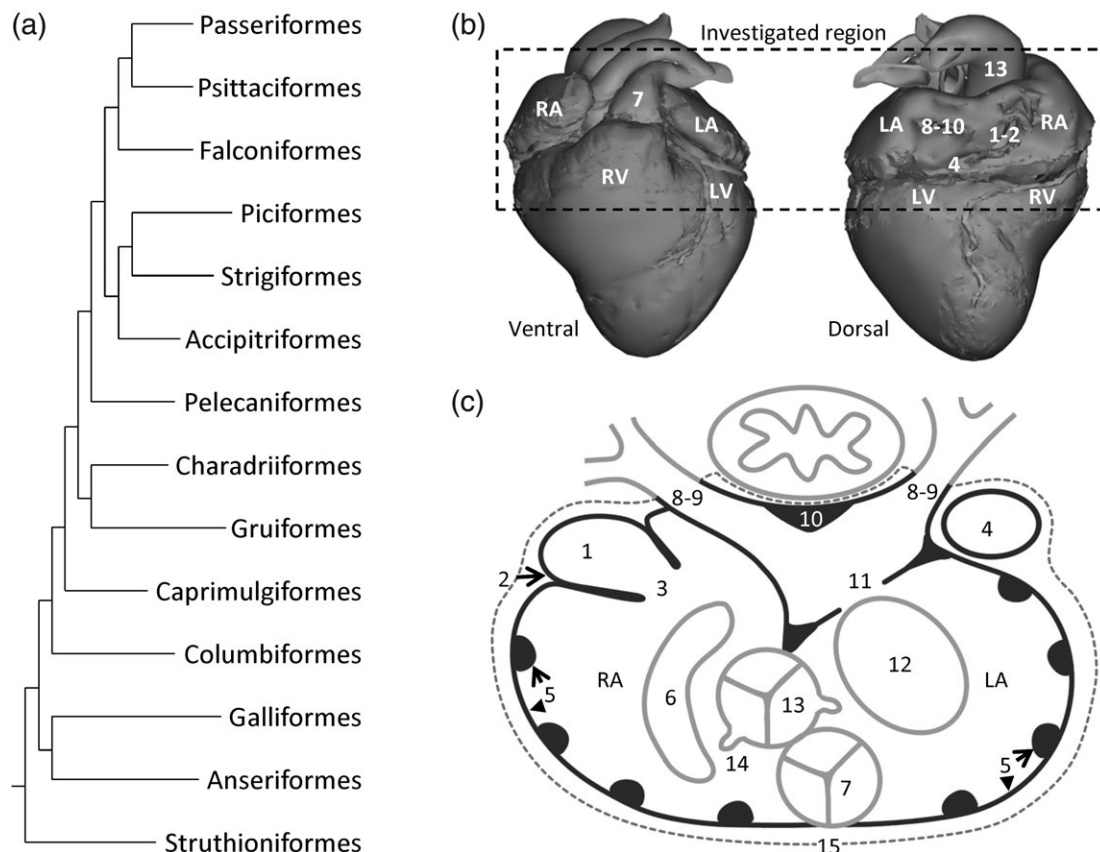 (a)
Passeriformes
Psittaciformes
Falconiformes
Piciformes
Strigiformes
Accipitriformes
Pelecaniformes
Charadriiformes
Gruiformes
Caprimulgiformes
Columbiformes
Galliformes
Anseriformes
Struthioniformes
(b)
Investigated region
RA
7
LA
RV
LV
Ventral
13
LA
8-10
1-2
RA
4
LV
RV
Dorsal
(c)
8-9
8-9
10
4
1
2
3
11
12
RA
6
13
LA
5
5
14
7
15